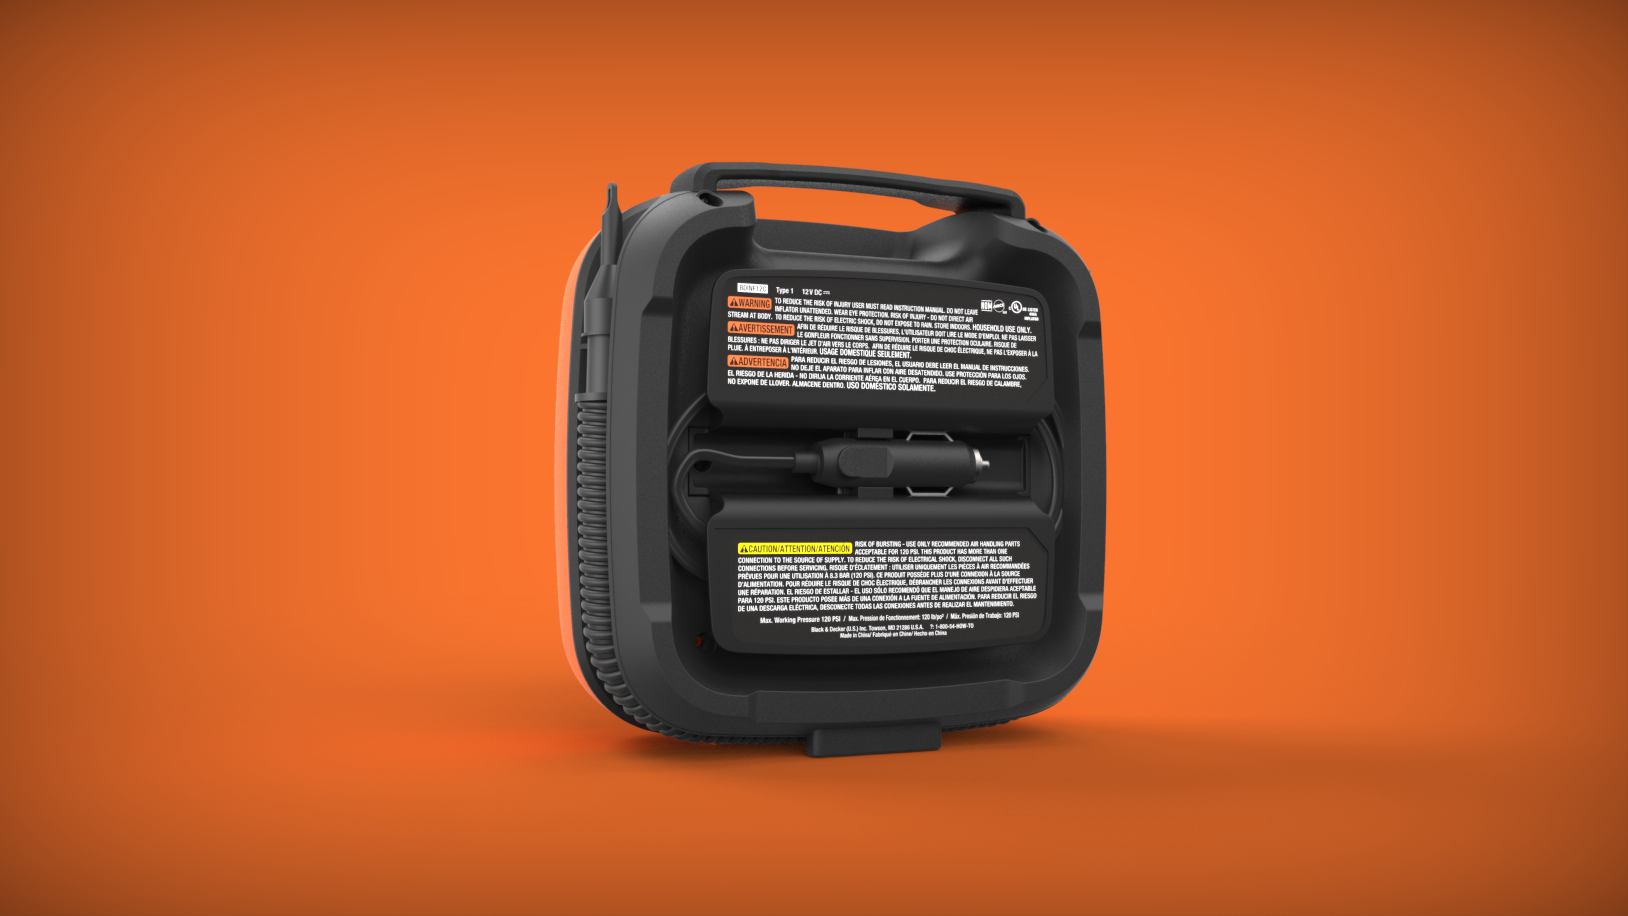 BDINF12C Type 1 12V DC
WARNING TO REDUCE THE RISK OF INJURY USER MUST READ INSTRUCTION MANUAL. DO NOT LEAVE
INFLATOR UNATTENDED. WEAR EYE PROTECTION. RISK OF INJURY - DO NOT DIRECT AIR
STREAM AT BODY. TO REDUCE THE RISK OF ELECTRIC SHOCK, DO NOT EXPOSE TO RAIN, STORE INDOORS. HOUSEHOLD USE ONLY.
AVERTISSEMENT AFIN DE RÉDUIRE LE RISQUE DE BLESSURES, L'UTILISATEUR DOIT LIRE LE MODE D'EMPLOI. NE PAS LAISSER
LE GONFLEUR FONCTIONNER SANS SUPERVISION. PORTER UNE PROTECTION OCULAIRE. RISQUE DE
BLESSURES : NE PAS DIRIGER LE JET D'AIR VERS LE CORPS. AFIN DE RÉDUIRE LE RISQUE DE CHOC ÉLECTRIQUE, NE PAS L'EXPOSER À LA
PLUIE. À ENTREPOSER À L'INTÉRIEUR. USAGE DOMESTIQUE SEULEMENT.
ADVERTENCIA PARA REDUCIR EL RIESGO DE LESIONES, EL USUARIO DEBE LEER EL MANUAL DE INSTRUCCIONES.
NO DEJE EL APARATO PARA INFLAR CON AIRE DESATENDIDO. USE PROTECCIÓN PARA LOS OJOS.
EL RIESGO DE LA HERIDA - NO DIRIJA LA CORRIENTE AÉREA EN EL CUERPO. PARA REDUCIR EL RIESGO DE CALAMBRE,
NO EXPONE DE LLOVER. ALMACENE DENTRO. USO DOMÉSTICO SOLAMENTE.
CAUTION/ATTENTION/ATENCIÓN RISK OF BURSTING - USE ONLY RECOMMENDED AIR HANDLING PARTS
ACCEPTABLE FOR 120 PSI. THIS PRODUCT HAS MORE THAN ONE
CONNECTION TO THE SOURCE OF SUPPLY. TO REDUCE THE RISK OF ELECTRICAL SHOCK, DISCONNECT ALL SUCH
CONNECTIONS BEFORE SERVICING. RISQUE D'ÉCLATEMENT : UTILISER UNIQUEMENT LES PIÈCES À AIR RECOMMANDÉES
PRÉVUES POUR UNE UTILISATION À 8.3 BAR (120 PSI). CE PRODUIT POSSÈDE PLUS D'UNE CONNEXION À LA SOURCE
D'ALIMENTATION. POUR RÉDUIRE LE RISQUE DE CHOC ÉLECTRIQUE, DÉBRANCHER LES CONNEXIONS AVANT D'EFFECTUER
UNE RÉPARATION. EL RIESGO DE ESTALLAR - EL USO SÓLO RECOMENDÓ QUE EL MANEJO DE AIRE DESPIDIERA ACEPTABLE
PARA 120 PSI. ESTE PRODUCTO POSEE MÁS DE UNA CONEXIÓN A LA FUENTE DE ALIMENTACIÓN. PARA REDUCIR EL RIESGO
DE UNA DESCARGA ELÉCTRICA, DESCONECTE TODAS LAS CONEXIONES ANTES DE REALIZAR EL MANTENIMIENTO.
Max. Working Pressure 120 PSI / Max. Pression de Fonctionnement: 120 lb/po² / Máx. Presión de Trabajo: 120 PSI
Black & Decker (U.S.) Inc. Towson, MD 21286 U.S.A. ?: 1-800-54-HOW-TO
Made in China/ Fabriqué en Chine/ Hecho en China